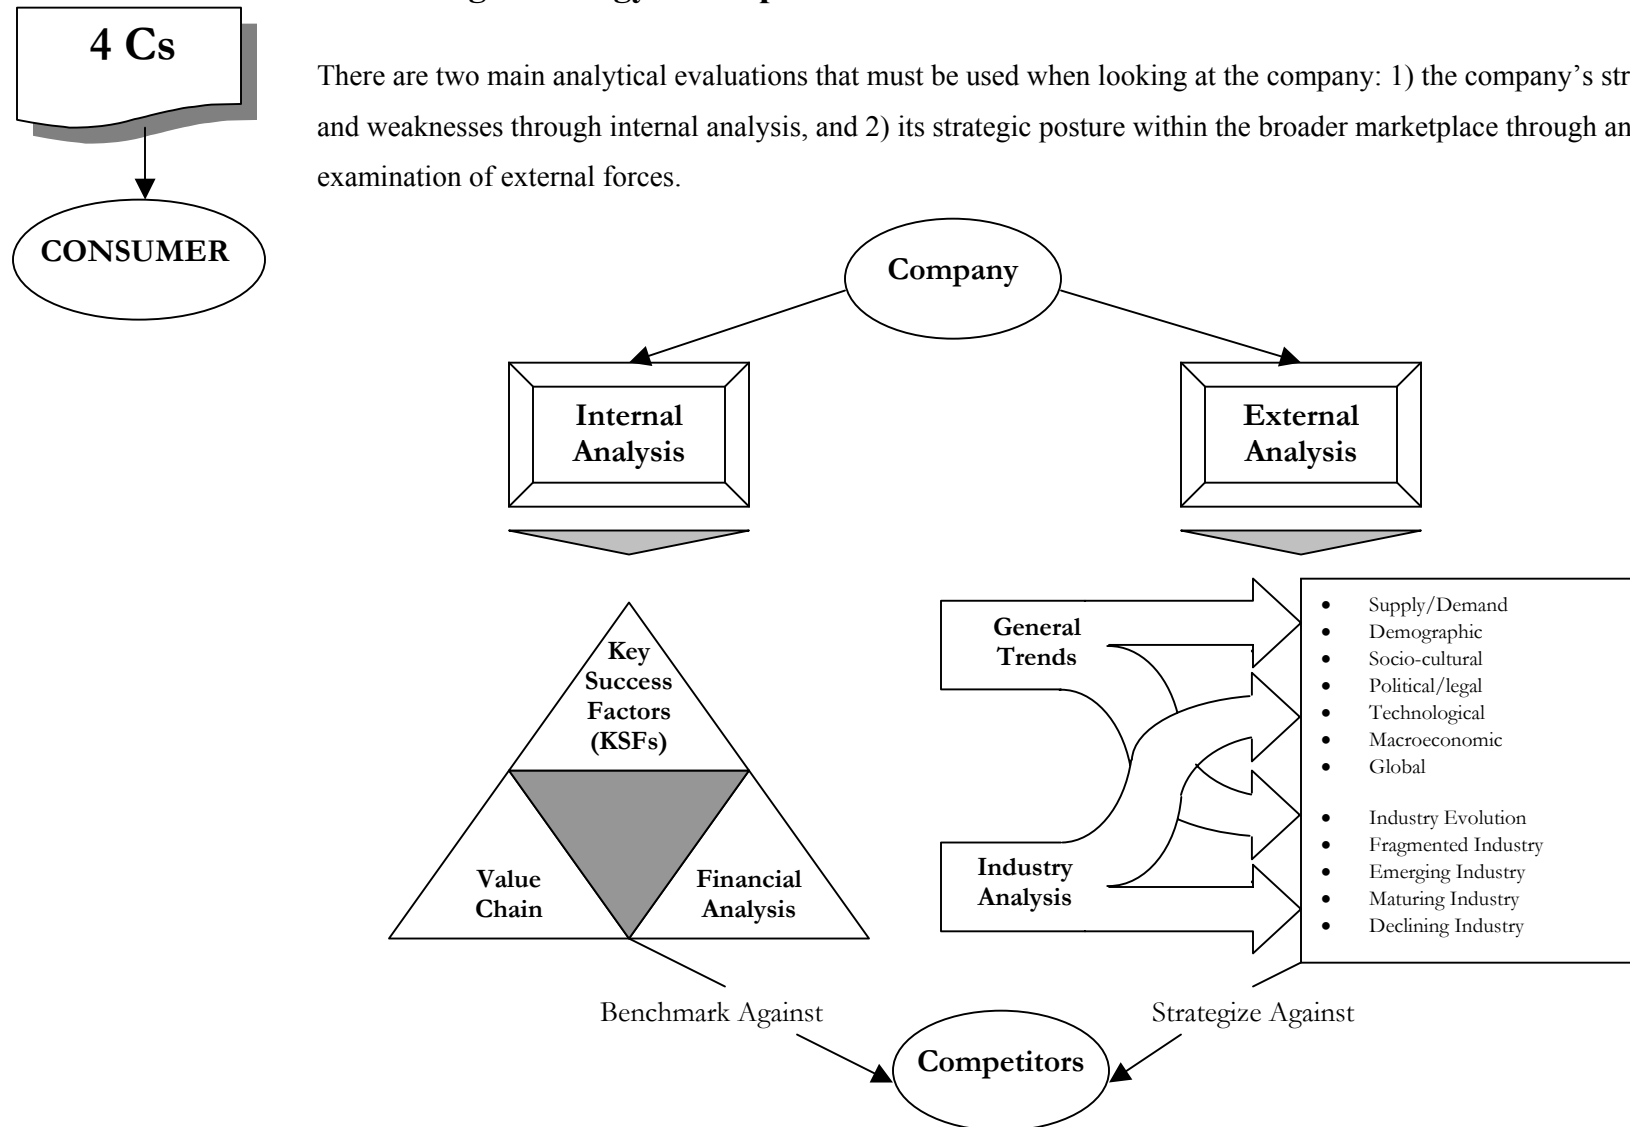 4 Cs
There are two main analytical evaluations that must be used when looking at the company: 1) the company’s
and weaknesses through internal analysis, and 2) its strategic posture within the broader marketplace through an
examination of external forces.
CONSUMER
Company
Internal
Analysis
External
Analysis
Key
Success
Factors
(KSFs)
Value
Chain
Financial
Analysis
General
Trends
Industry
Analysis
• Supply/Demand
• Demographic
• Socio-cultural
• Political/legal
• Technological
• Macroeconomic
• Global
• Industry Evolution
• Fragmented Industry
• Emerging Industry
• Maturing Industry
• Declining Industry
Benchmark Against
Strategize Against
Competitors